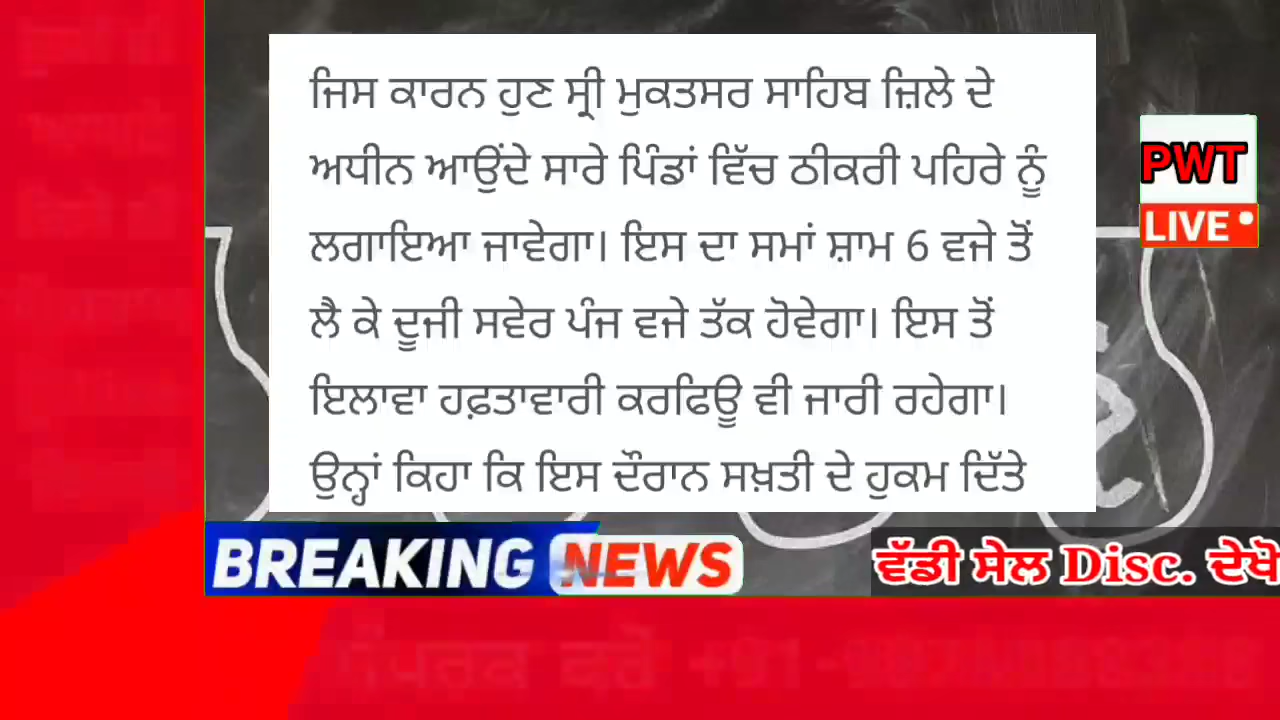 ਜਿਸ ਕਾਰਨ ਹੁਣ ਸ੍ਰੀ ਮੁਕਤਸਰ ਸਾਹਿਬ ਜ਼ਿਲੇ ਦੇ
ਅਧੀਨ ਆਉਂਦੇ ਸਾਰੇ ਪਿੰਡਾਂ ਵਿੱਚ ਠੀਕਰੀ ਪਹਿਰੇ ਨੂੰ
ਲਗਾਇਆ ਜਾਵੇਗਾ। ਇਸ ਦਾ ਸਮਾਂ ਸ਼ਾਮ 6 ਵਜੇ ਤੋਂ
ਲੈ ਕੇ ਦੂਜੀ ਸਵੇਰ ਪੰਜ ਵਜੇ ਤੱਕ ਹੋਵੇਗਾ। ਇਸ ਤੋਂ
ਇਲਾਵਾ ਹਫ਼ਤਾਵਾਰੀ ਕਰਫਿਊ ਵੀ ਜਾਰੀ ਰਹੇਗਾ।
ਉਨ੍ਹਾਂ ਕਿਹਾ ਕਿ ਇਸ ਦੌਰਾਨ ਸਖ਼ਤੀ ਦੇ ਹੁਕਮ ਦਿੱਤੇ
PWT
LIVE
BREAKING NEWS
ਵੱਡੀ ਸੇਲ Disc. ਦੇਖੋ